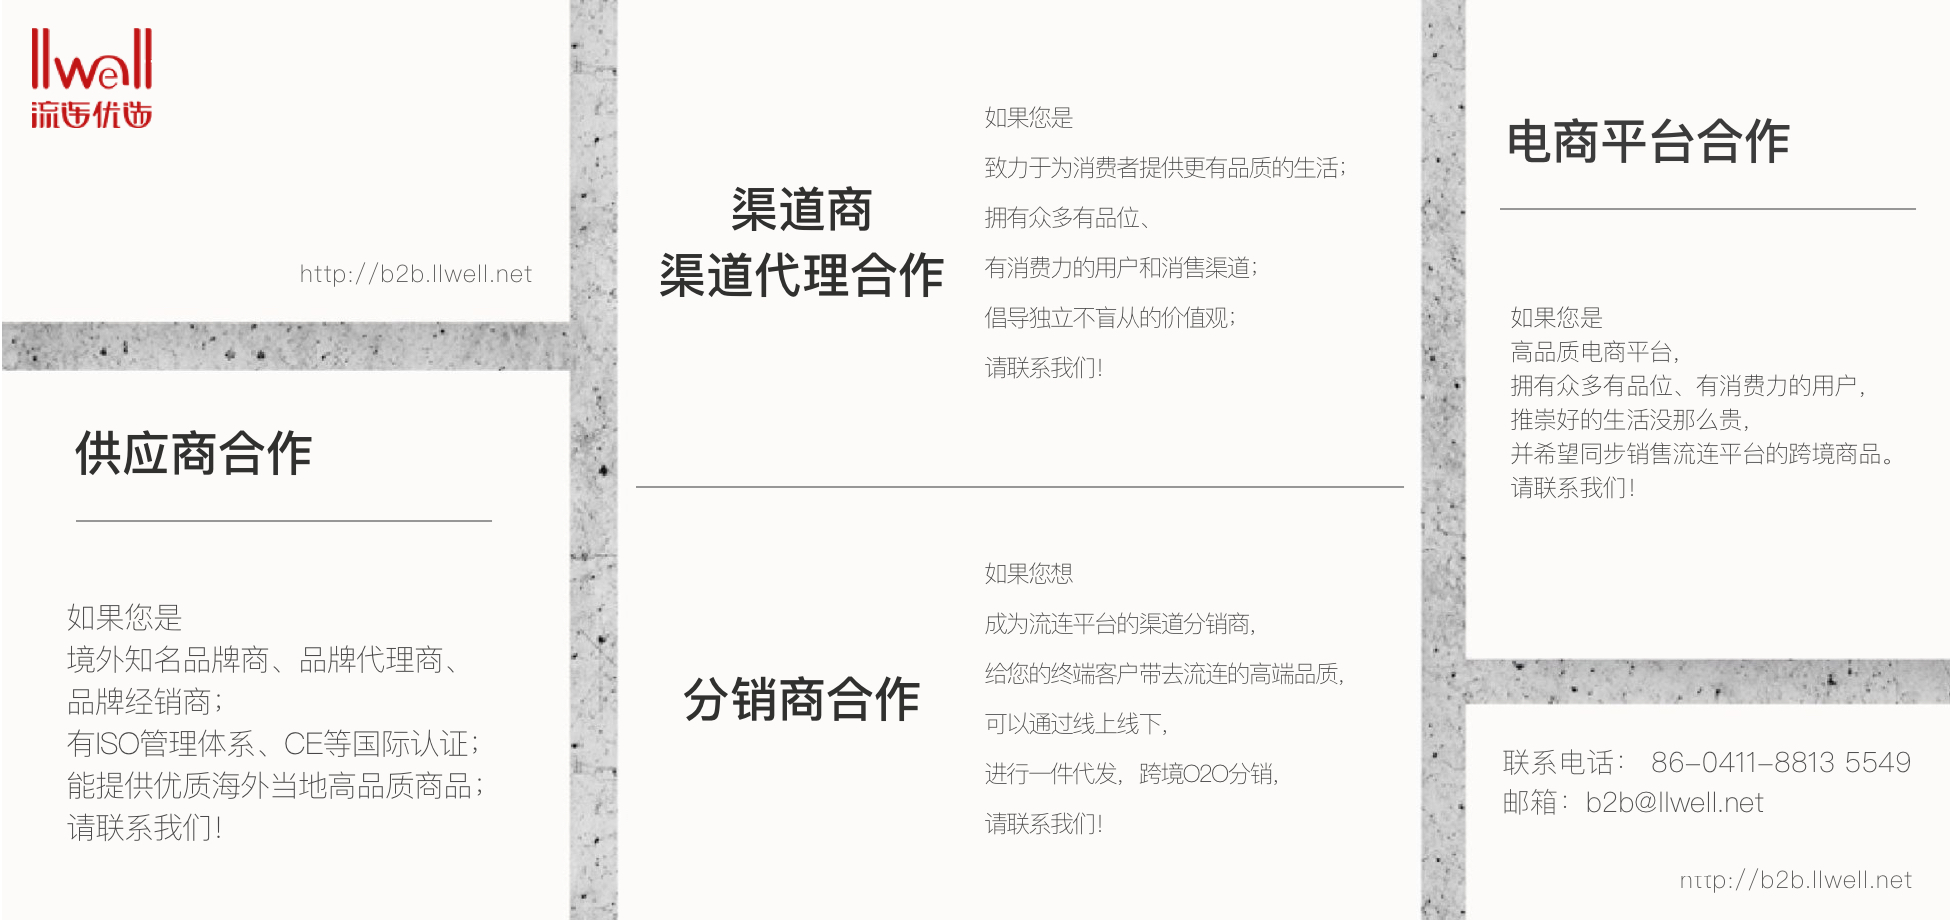 llwell
流连优选
http://b2b.llwell.net
供应商合作
如果您是
境外知名品牌商、品牌代理商、
品牌经销商；
有ISO管理体系、CE等国际认证；
能提供优质海外当地高品质商品；
请联系我们！
渠道商
渠道代理合作
如果您是
致力于为消费者提供更有品质的生活；
拥有众多有品位、
有消费力的用户和消售渠道；
倡导独立不盲从的价值观；
请联系我们！
分销商合作
如果您想
成为流连平台的渠道分销商，
给您的终端客户带去流连的高端品质，
可以通过线上线下，
进行一件代发，跨境O2O分销，
请联系我们！
电商平台合作
如果您是
高品质电商平台，
拥有众多有品位、有消费力的用户，
推崇好的生活没那么贵，
并希望同步销售流连平台的跨境商品。
请联系我们！
联系电话： 86-0411-8813 5549
邮箱：b2b@llwell.net
http://b2b.llwell.net